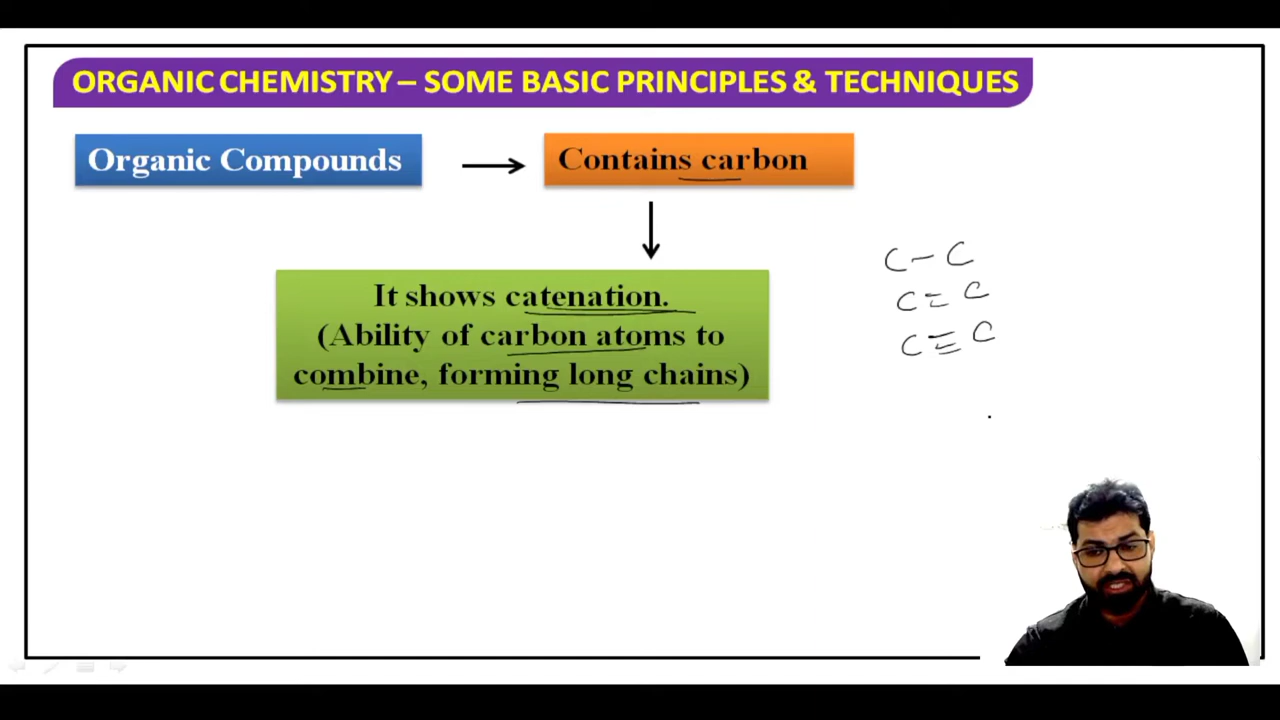 ORGANIC CHEMISTRY – SOME BASIC PRINCIPLES & TECHNIQUES
Organic Compounds
Contains carbon
It shows catenation.
(Ability of carbon atoms to
combine, forming long chains)
C – C
C = C
C ≡ C